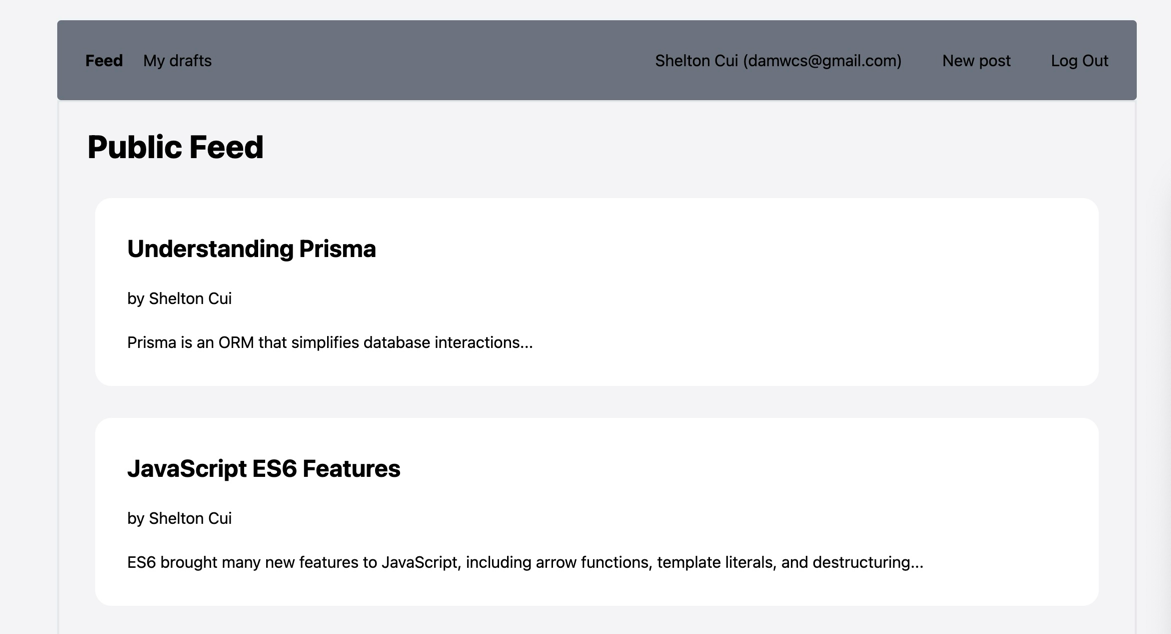 Feed My drafts Shelton Cui (damwcs@gmail.com) New post Log Out
Public Feed
Understanding Prisma
by Shelton Cui
Prisma is an ORM that simplifies database interactions...
JavaScript ES6 Features
by Shelton Cui
ES6 brought many new features to JavaScript, including arrow functions, template literals, and destructuring...